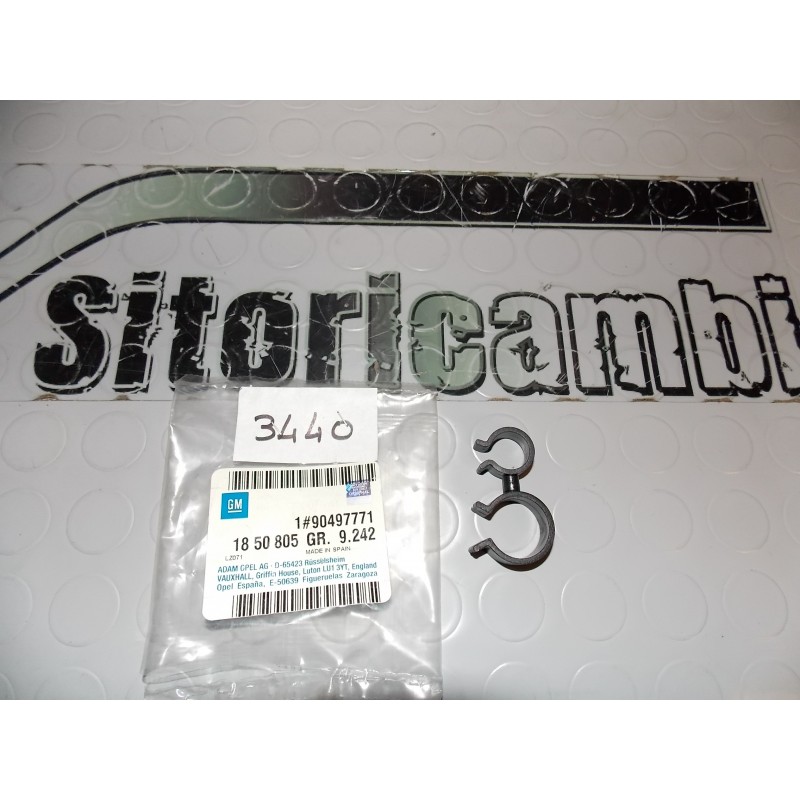 Sitoricambi
3440
GM
1#90497771
18 50 805 GR. 9.242
LZ071 MADE IN SPAIN
ADAM OPEL AG · D-65423 Rüsselsheim
VAUXHALL, Griffin House, Luton LU1 3YT, England
Opel España, E-50639 Figueruelas Zaragoza